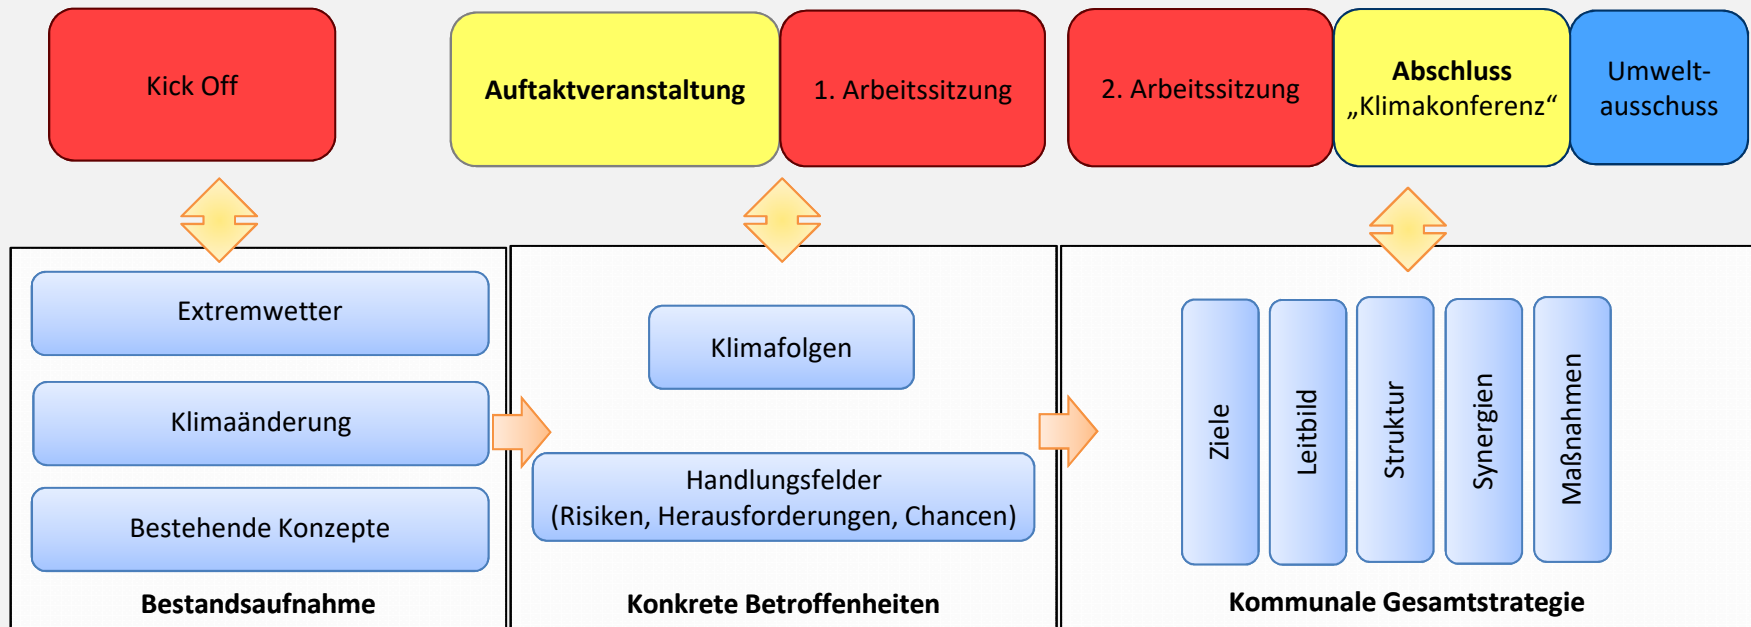 Kick Off
Auftaktveranstaltung
1. Arbeitssitzung
2. Arbeitssitzung
Abschluss
„Klimakonferenz“
Umwelt-
ausschuss
Extremwetter
Klimaänderung
Bestehende Konzepte
Bestandsaufnahme
Klimafolgen
Handlungsfelder
(Risiken, Herausforderungen, Chancen)
Konkrete Betroffenheiten
Ziele
Leitbild
Struktur
Synergien
Maßnahmen
Kommunale Gesamtstrategie